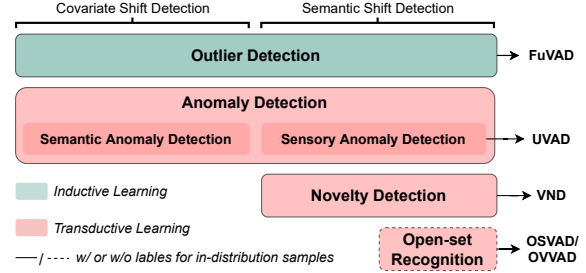 Covariate Shift Detection
Semantic Shift Detection
Outlier Detection
FuVAD
Anomaly Detection
Semantic Anomaly Detection
Sensory Anomaly Detection
UVAD
Inductive Learning
Novelty Detection
VND
Transductive Learning
Open-set
Recognition
OSVAD/
OVVAD
/ w/ or w/o lables for in-distribution samples